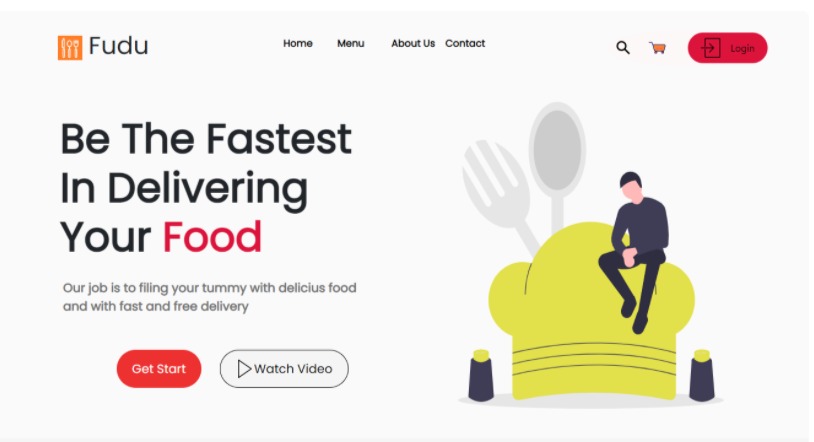 Fudu
Home Menu About Us Contact
Login
Be The Fastest
In Delivering
Your Food
Our job is to filing your tummy with delicius food
and with fast and free delivery
Get Start
Watch Video